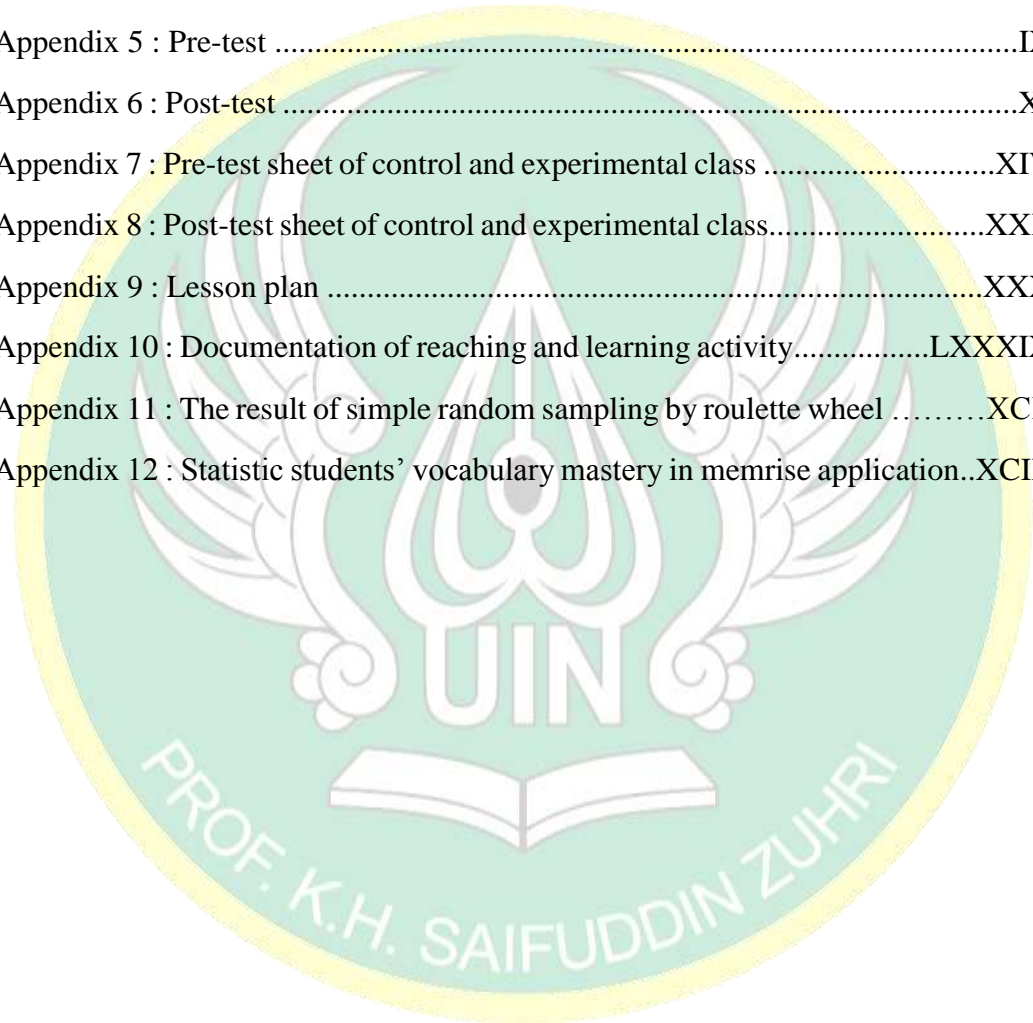 Appendix 5 : Pre-test ....................................................................................
Appendix 6 : Post-test ...................................................................................
Appendix 7 : Pre-test sheet of control and experimental class ............................
Appendix 8 : Post-test sheet of control and experimental class.........................
Appendix 9 : Lesson plan ..........................................................................
Appendix 10 : Documentation of reaching and learning activity................
Appendix 11 : The result of simple random sampling by roulette wheel .........
Appendix 12 : Statistic students’ vocabulary mastery in memrise application..
UIN
PROF. K.H. SAIFUDDIN ZUHRI